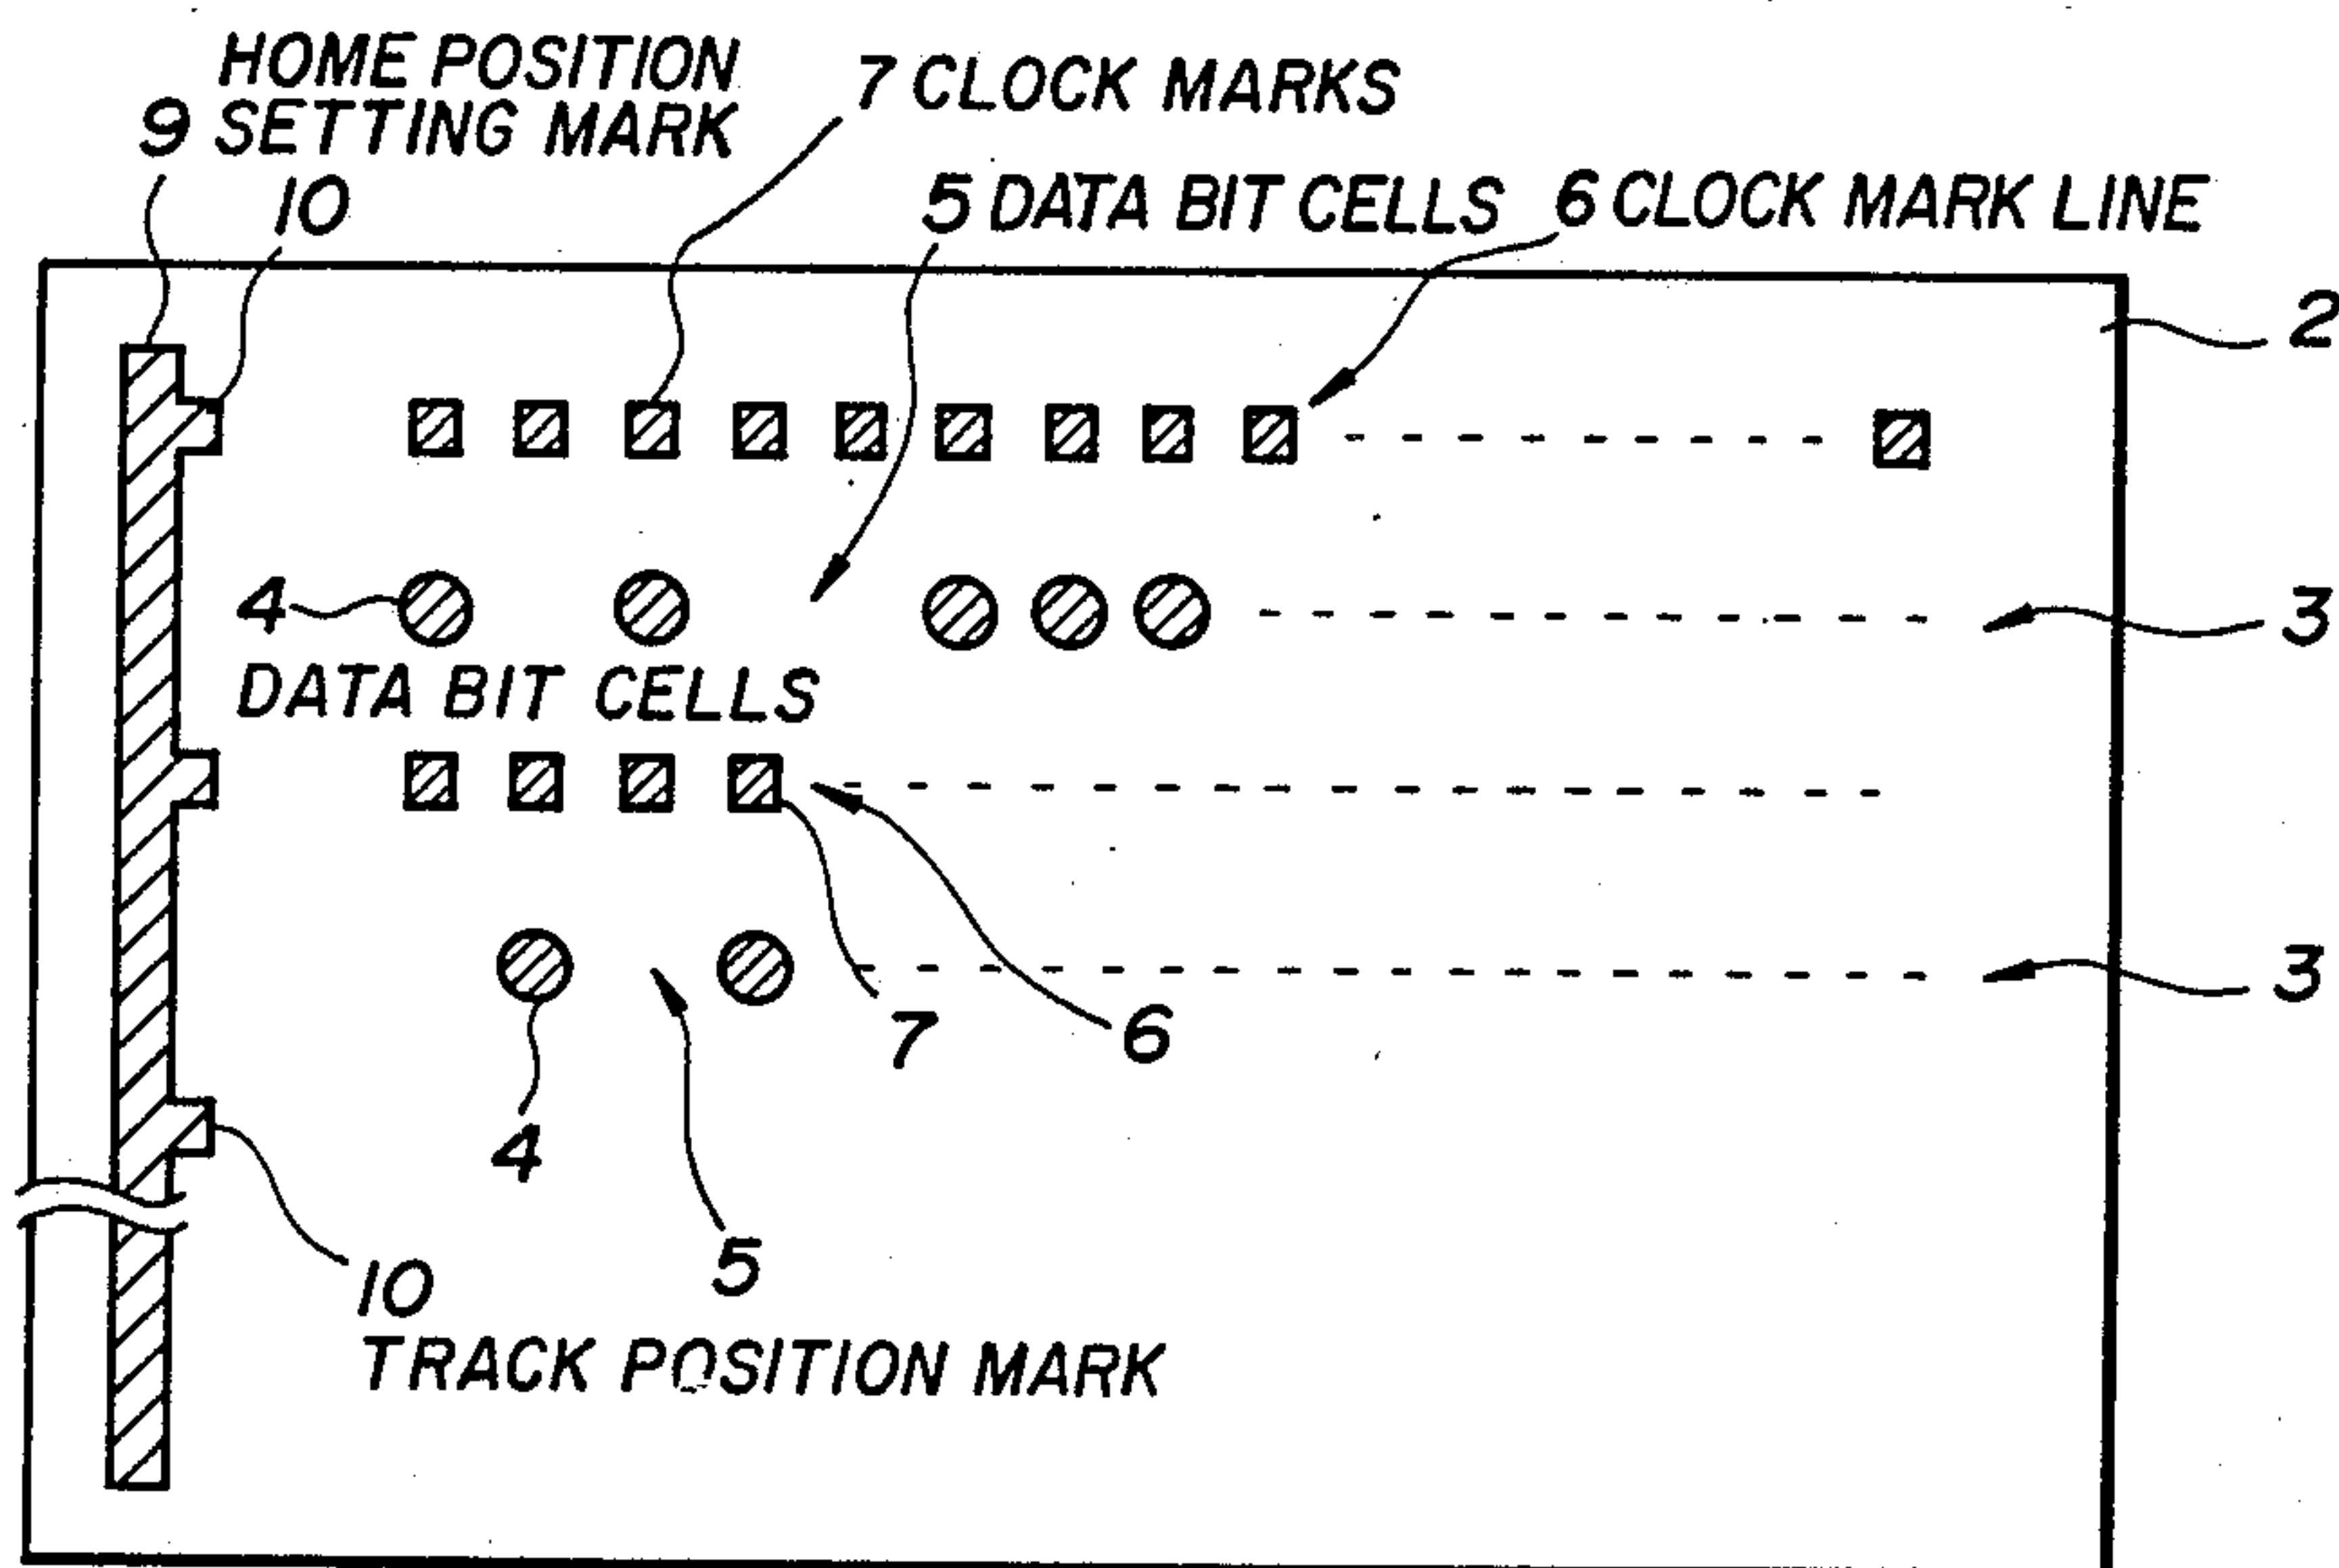 HOME POSITION
9 SETTING MARK
7 CLOCK MARKS
10
5 DATA BIT CELLS
6 CLOCK MARK LINE
2
4
3
DATA BIT CELLS
3
7
6
4
5
10
TRACK POSITION MARK